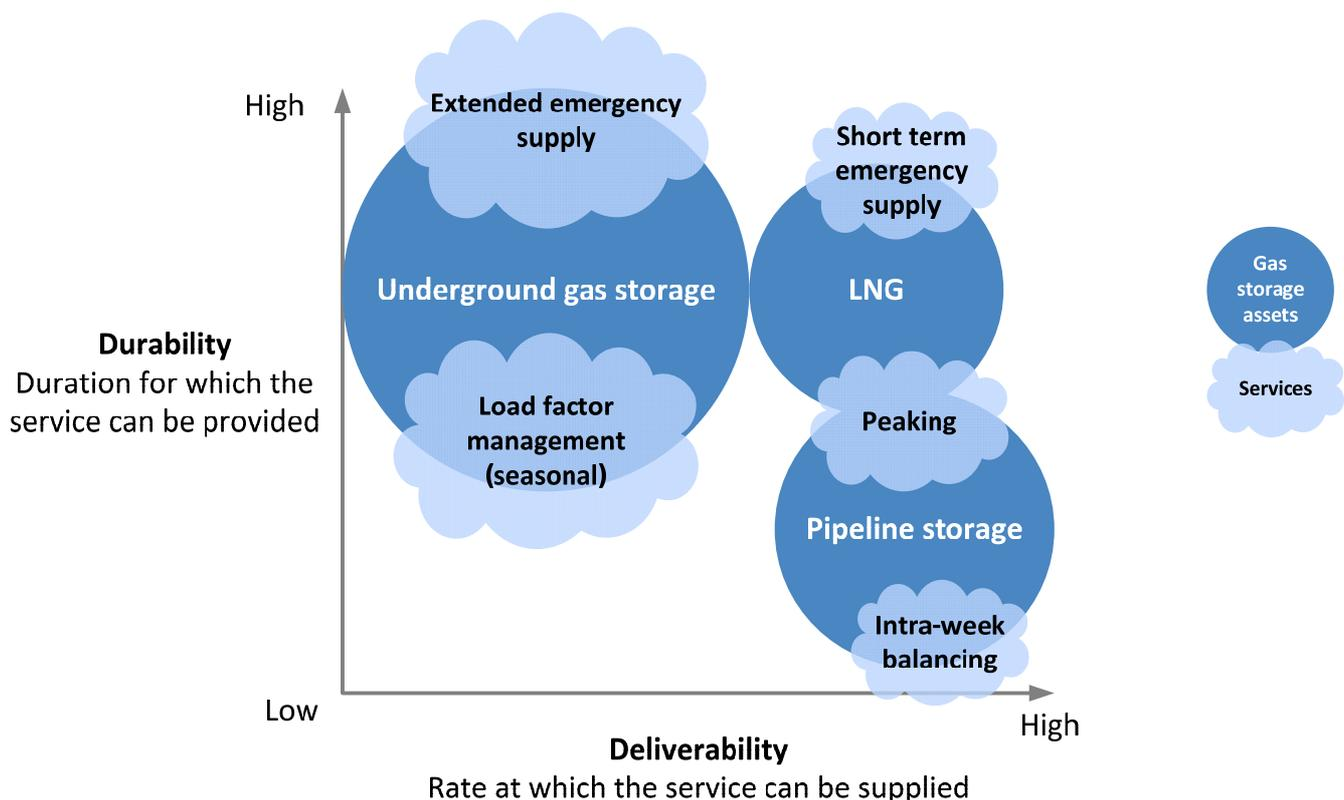 High
Extended emergency
supply
Short term
emergency
supply
Underground gas storage
LNG
Gas
storage
assets
Services
Durability
Duration for which the
service can be provided
Load factor
management
(seasonal)
Peaking
Pipeline storage
Intra-week
balancing
Low
High
Deliverability
Rate at which the service can be supplied